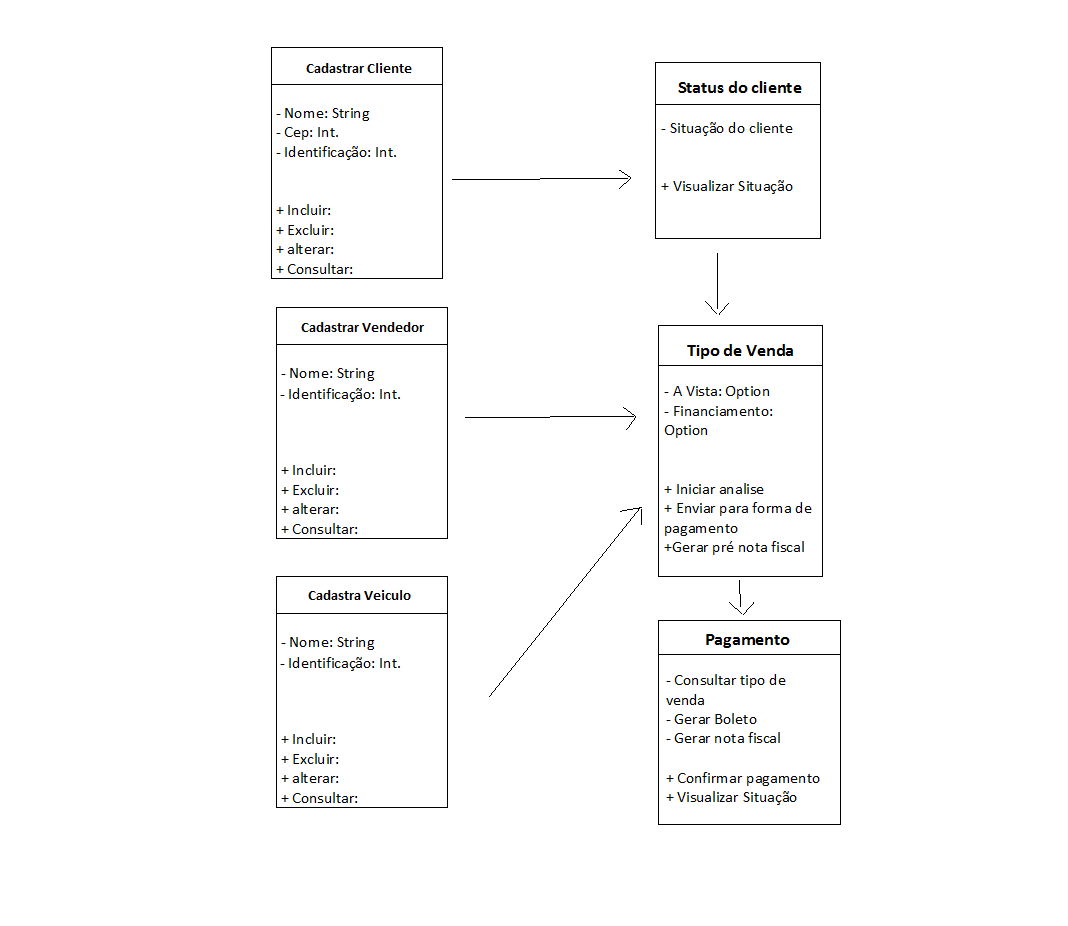 Cadastrar Cliente
- Nome: String
- Cep: Int.
- Identificação: Int.
+ Incluir:
+ Excluir:
+ alterar:
+ Consultar:
Status do cliente
- Situação do cliente
+ Visualizar Situação
Cadastrar Vendedor
- Nome: String
- Identificação: Int.
+ Incluir:
+ Excluir:
+ alterar:
+ Consultar:
Tipo de Venda
- A Vista: Option
- Financiamento:
Option
+ Iniciar analise
+ Enviar para forma de
pagamento
+Gerar pré nota fiscal
Cadastra Veiculo
- Nome: String
- Identificação: Int.
+ Incluir:
+ Excluir:
+ alterar:
+ Consultar:
Pagamento
- Consultar tipo de
venda
- Gerar Boleto
- Gerar nota fiscal
+ Confirmar pagamento
+ Visualizar Situação